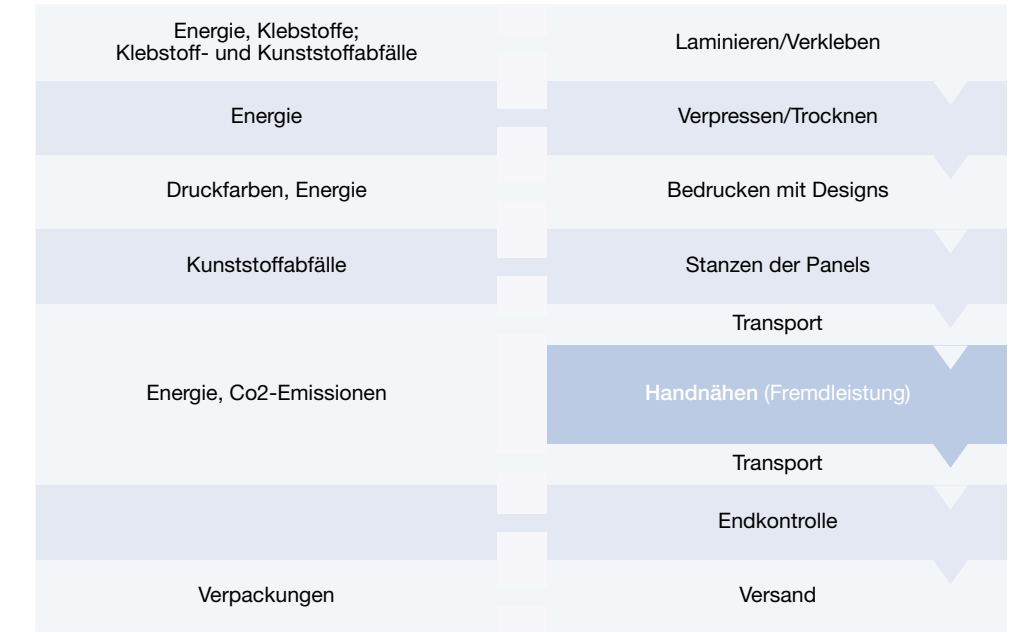 Energie, Klebstoffe;
Klebstoff- und Kunststoffabfälle
Laminieren/Verkleben
Energie
Verpressen/Trocknen
Druckfarben, Energie
Bedrucken mit Designs
Kunststoffabfälle
Stanzen der Panels
Transport
Energie, Co2-Emissionen
Handnähen (Fremdleistung)
Transport
Endkontrolle
Verpackungen
Versand